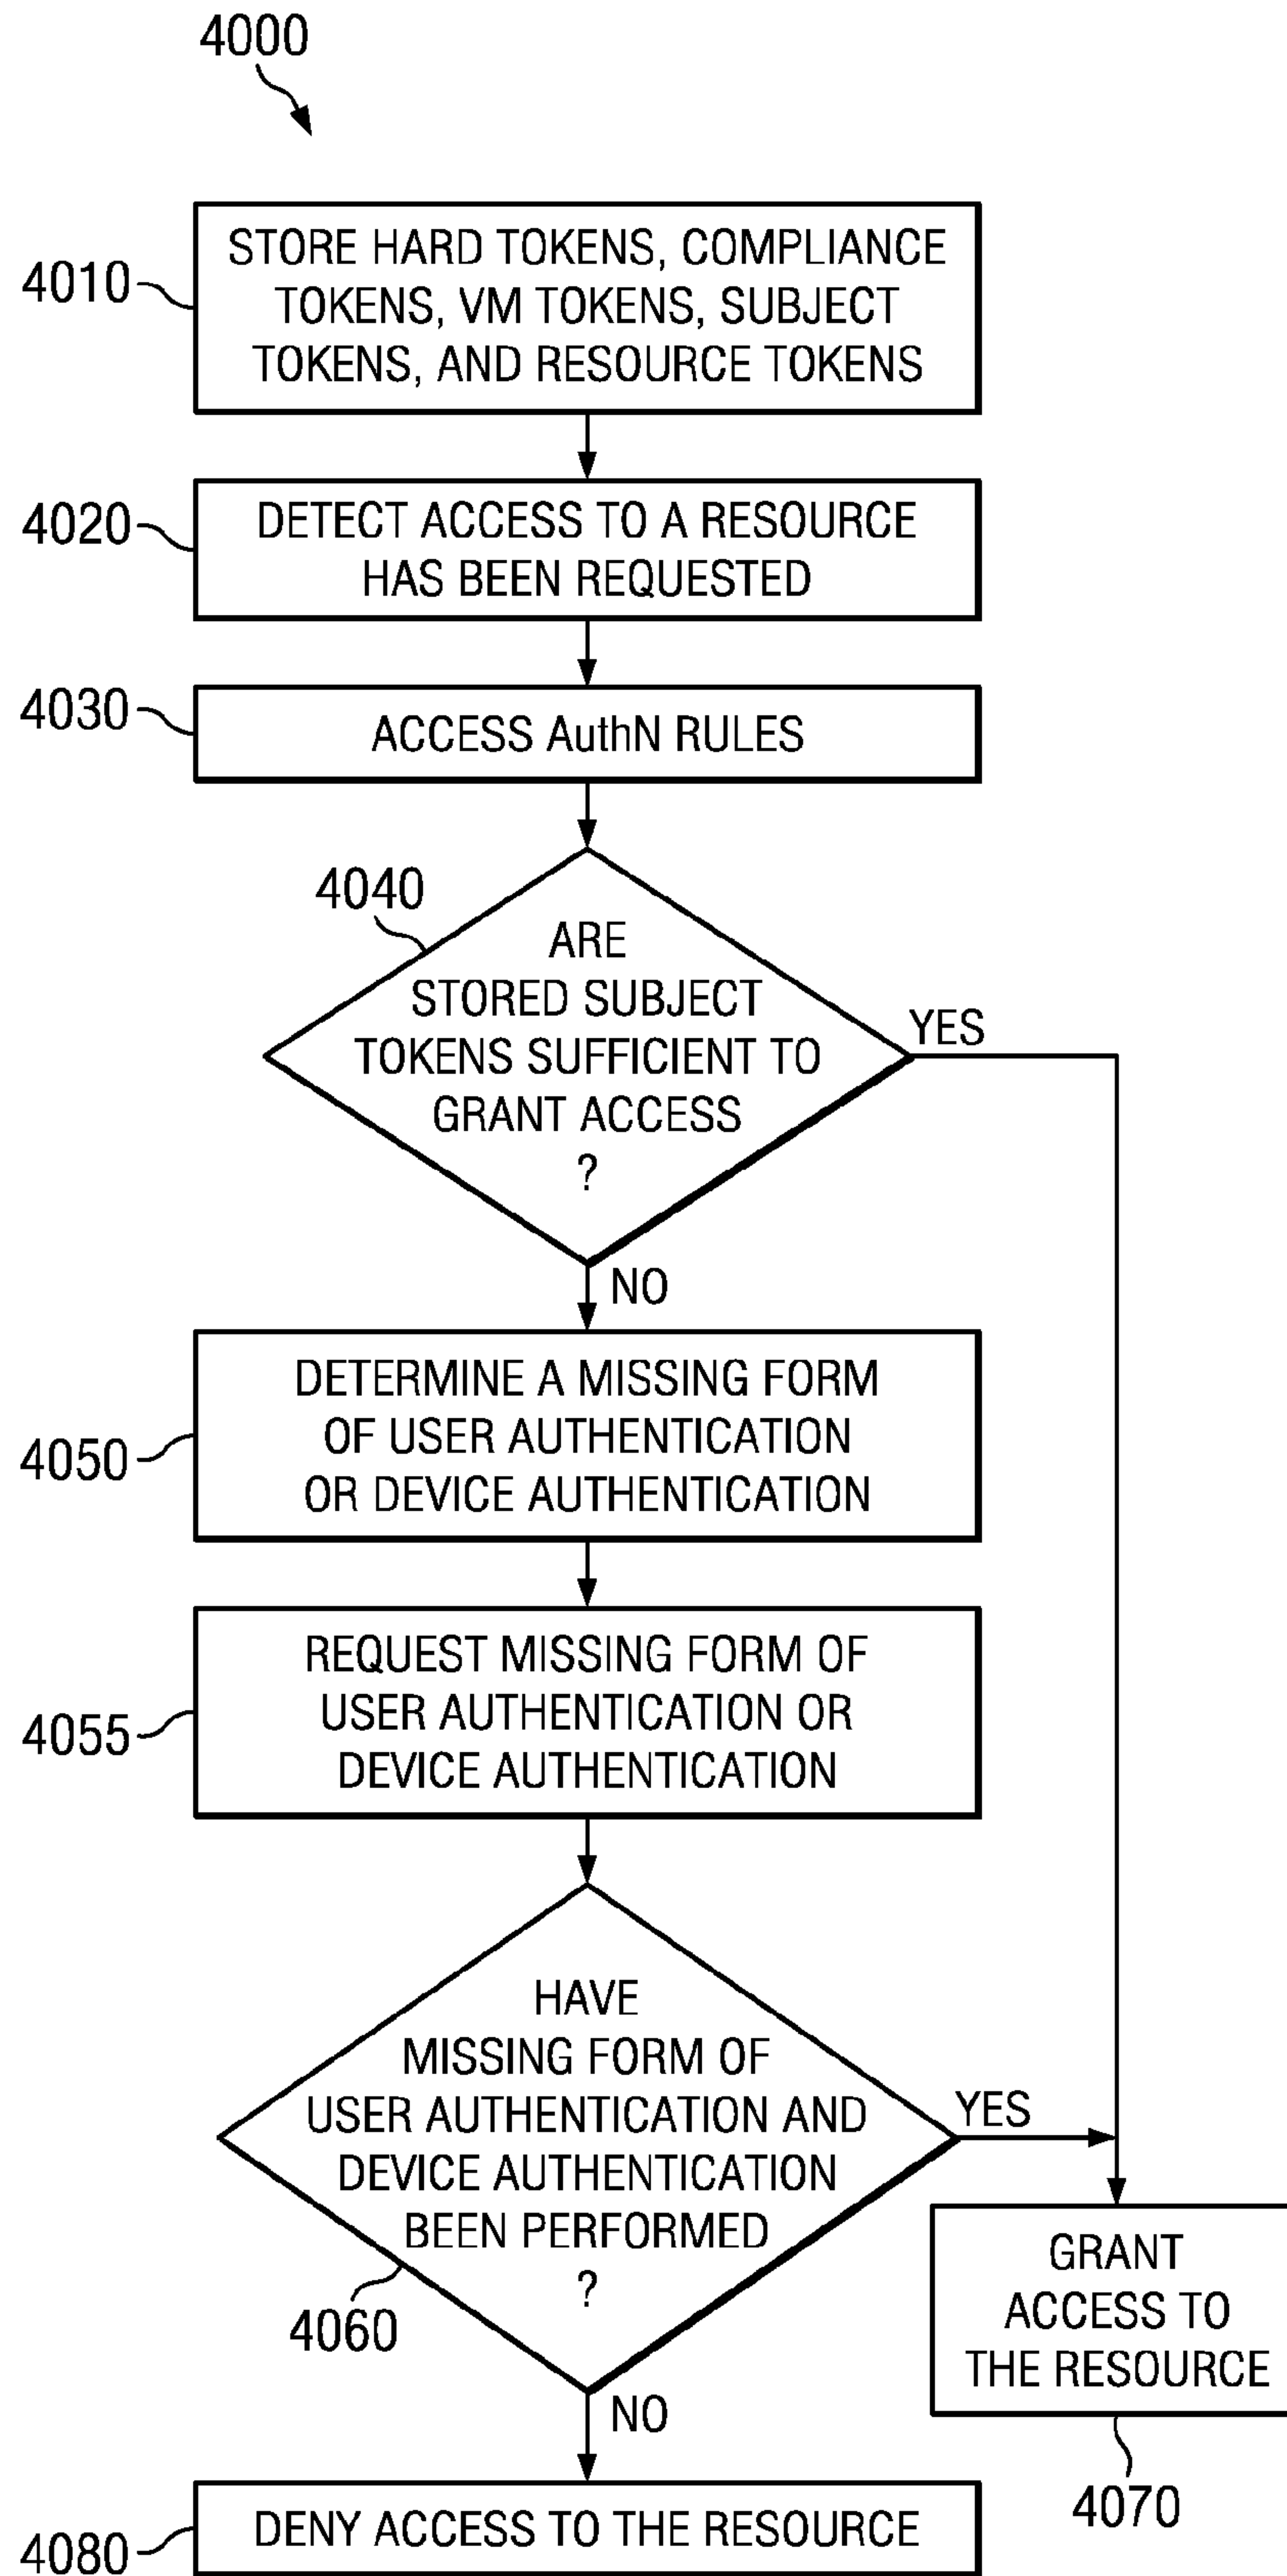 4000
4010
STORE HARD TOKENS, COMPLIANCE
TOKENS, VM TOKENS, SUBJECT
TOKENS, AND RESOURCE TOKENS
4020
DETECT ACCESS TO A RESOURCE
HAS BEEN REQUESTED
4030
ACCESS AuthN RULES
4040
ARE
STORED SUBJECT
TOKENS SUFFICIENT TO
GRANT ACCESS
?
YES
NO
4050
DETERMINE A MISSING FORM
OF USER AUTHENTICATION
OR DEVICE AUTHENTICATION
4055
REQUEST MISSING FORM OF
USER AUTHENTICATION OR
DEVICE AUTHENTICATION
HAVE
MISSING FORM OF
USER AUTHENTICATION AND
DEVICE AUTHENTICATION
BEEN PERFORMED
?
4060
YES
NO
GRANT
ACCESS TO
THE RESOURCE
4070
4080
DENY ACCESS TO THE RESOURCE